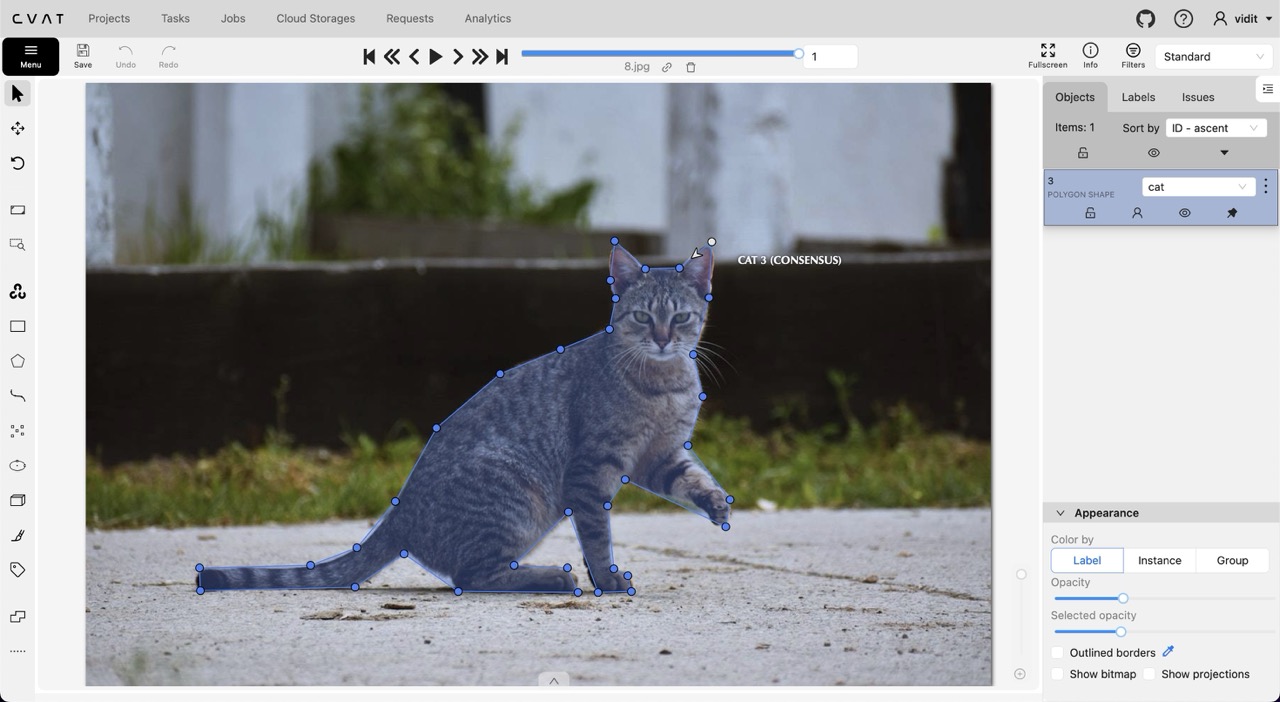 CVAT Projects Tasks Jobs Cloud Storages Requests Analytics vidit
Menu Save Undo Redo 1 Fullscreen Info Filters Standard
8.jpg
Objects Labels Issues
Items: 1 Sort by ID - ascent
3 cat
POLYGON SHAPE
CAT 3 (CONSENSUS)
Appearance
Color by
Label Instance Group
Opacity
Selected opacity
Outlined borders
Show bitmap Show projections